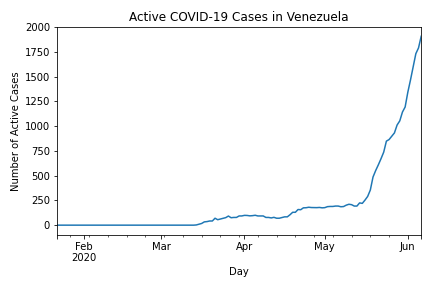 Active COVID-19 Cases in Venezuela
Number of Active Cases
2000
1750
1500
1250
1000
750
500
250
0
Feb
2020
Mar
Apr
May
Jun
Day